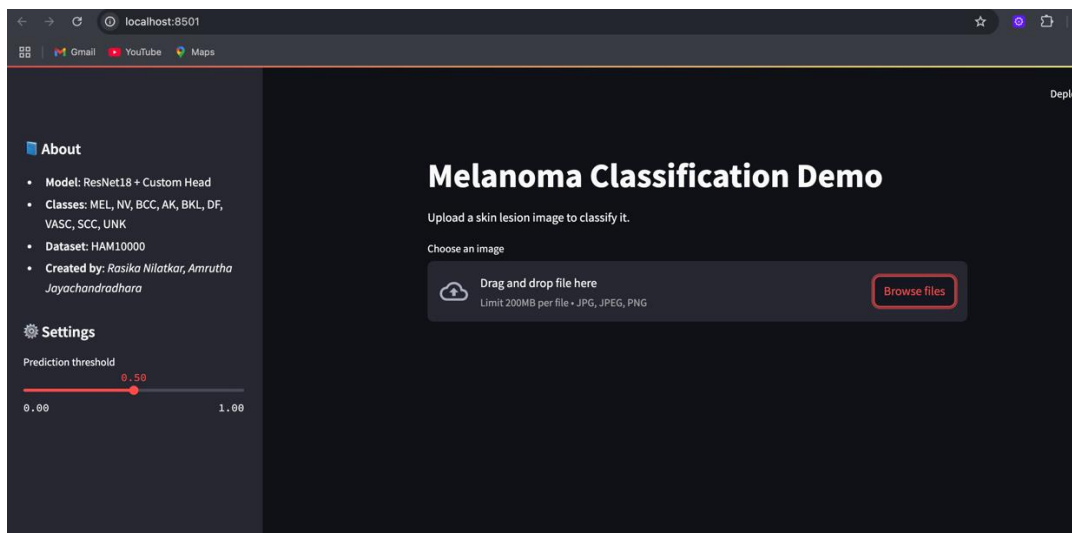 localhost:8501
Gmail YouTube Maps
Depl
About
Model: ResNet18 + Custom Head
Classes: MEL, NV, BCC, AK, BKL, DF,
VASC, SCC, UNK
Dataset: HAM10000
Created by: Rasika Nilatkar, Amrutha
Jayachandradhara
Settings
Prediction threshold
0.50
0.00 1.00
Melanoma Classification Demo
Upload a skin lesion image to classify it.
Choose an image
Drag and drop file here
Limit 200MB per file • JPG, JPEG, PNG
Browse files